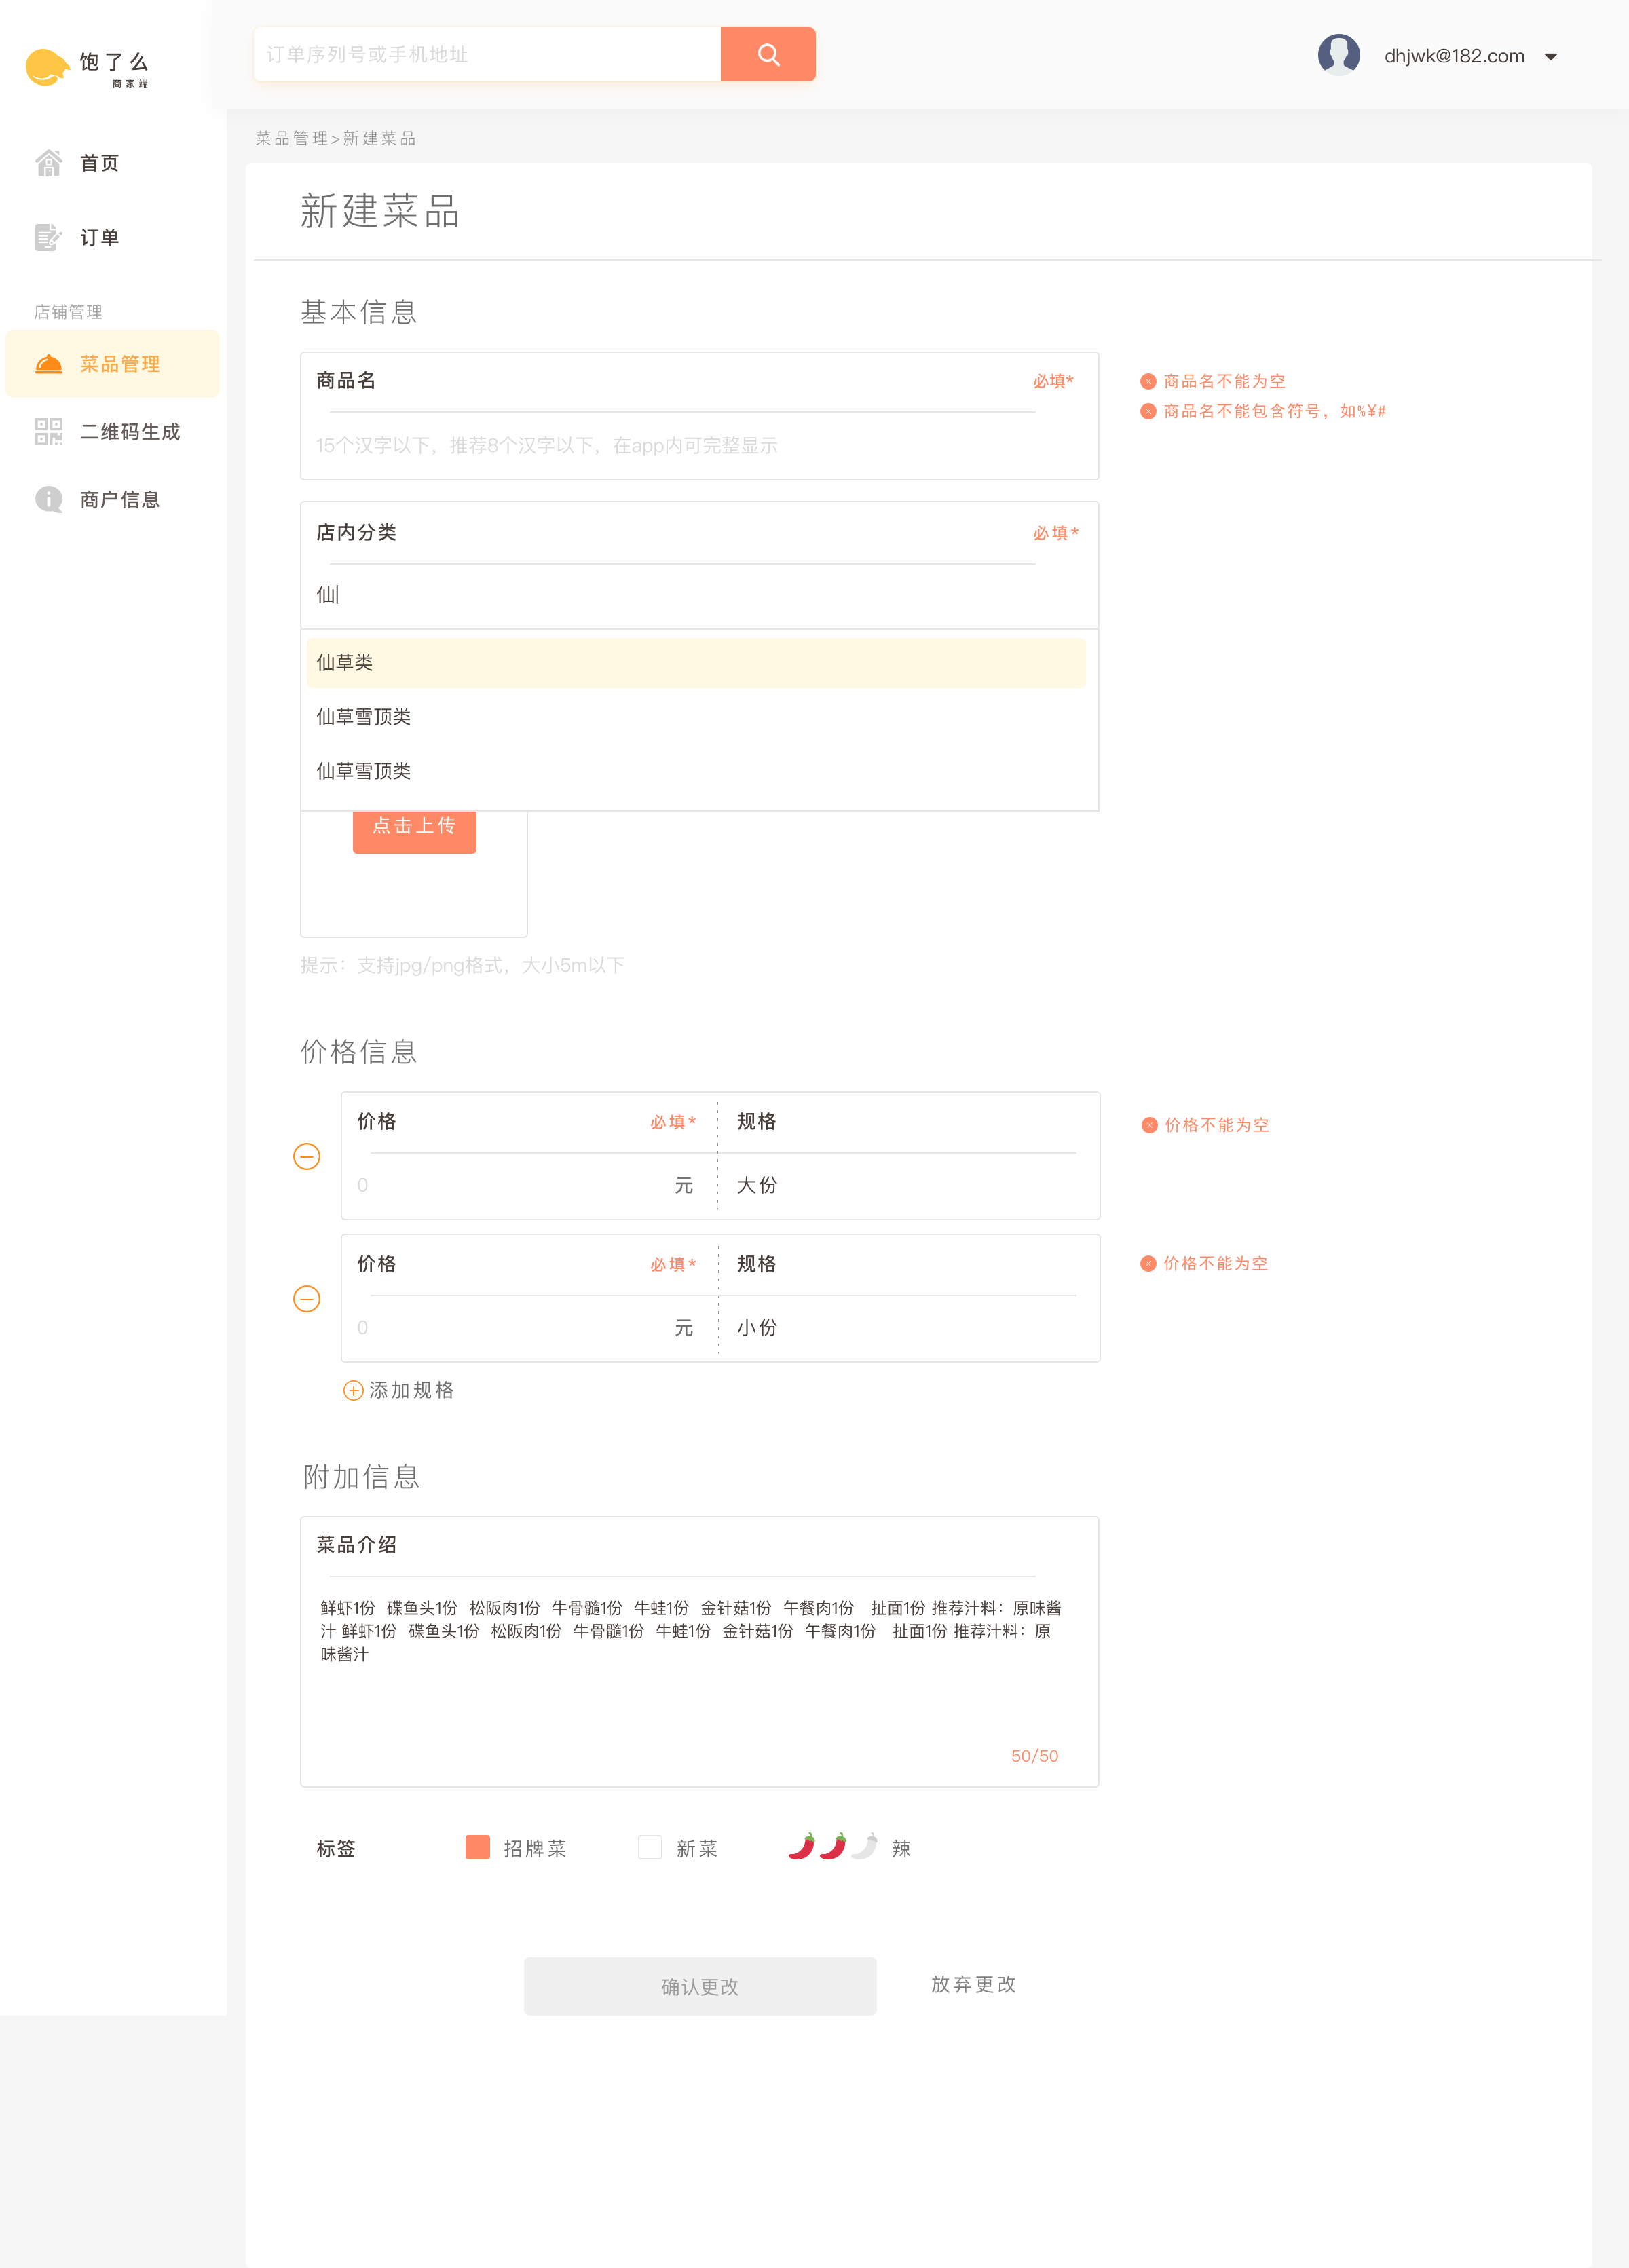 饱了么
商家端
订单序列号或手机地址
dhjwk@182.com
首页
订单
店铺管理
菜品管理
二维码生成
商户信息
菜品管理>新建菜品
新建菜品
基本信息
商品名 必填*
15个汉字以下，推荐8个汉字以下，在app内可完整显示
商品名不能为空
商品名不能包含符号，如%¥#
店内分类 必填*
仙
仙草类
仙草雪顶类
仙草雪顶类
点击上传
提示：支持jpg/png格式，大小5m以下
价格信息
价格 必填* 规格
0 元 大份
价格不能为空
价格 必填* 规格
0 元 小份
价格不能为空
添加规格
附加信息
菜品介绍
鲜虾1份 碟鱼头1份 松阪肉1份 牛骨髓1份 牛蛙1份 金针菇1份 午餐肉1份 扯面1份 推荐汁料：原味酱
汁 鲜虾1份 碟鱼头1份 松阪肉1份 牛骨髓1份 牛蛙1份 金针菇1份 午餐肉1份 扯面1份 推荐汁料：原
味酱汁
50/50
标签 招牌菜 新菜 辣
确认更改 放弃更改